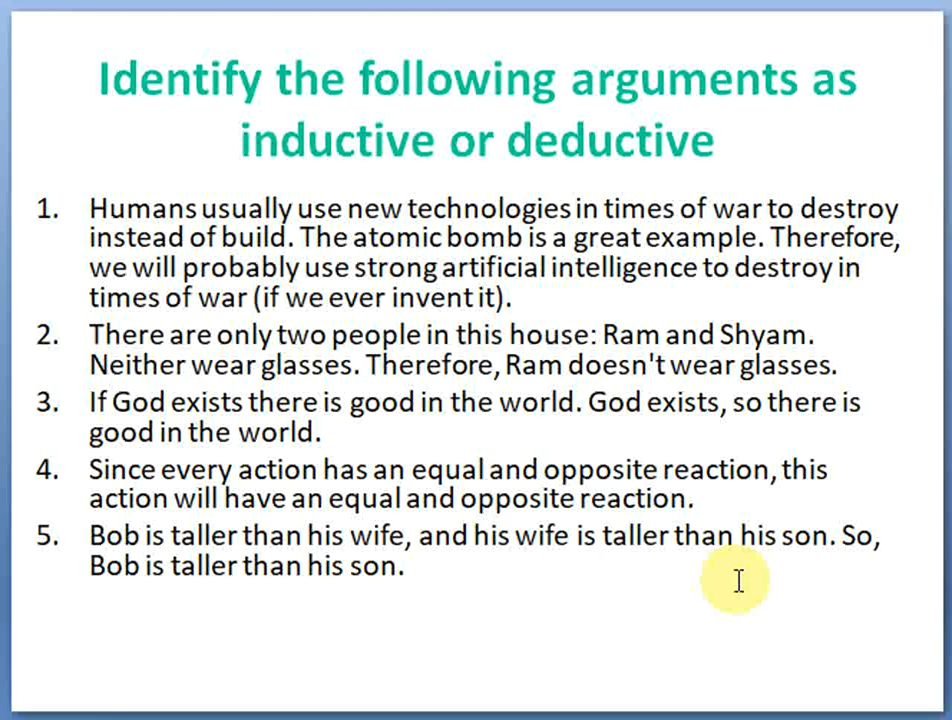 Identify the following arguments as
inductive or deductive
1. Humans usually use new technologies in times of war to destroy
instead of build. The atomic bomb is a great example. Therefore,
we will probably use strong artificial intelligence to destroy in
times of war (if we ever invent it).
2. There are only two people in this house: Ram and Shyam.
Neither wear glasses. Therefore, Ram doesn't wear glasses.
3. If God exists there is good in the world. God exists, so there is
good in the world.
4. Since every action has an equal and opposite reaction, this
action will have an equal and opposite reaction.
5. Bob is taller than his wife, and his wife is taller than his son. So,
Bob is taller than his son.